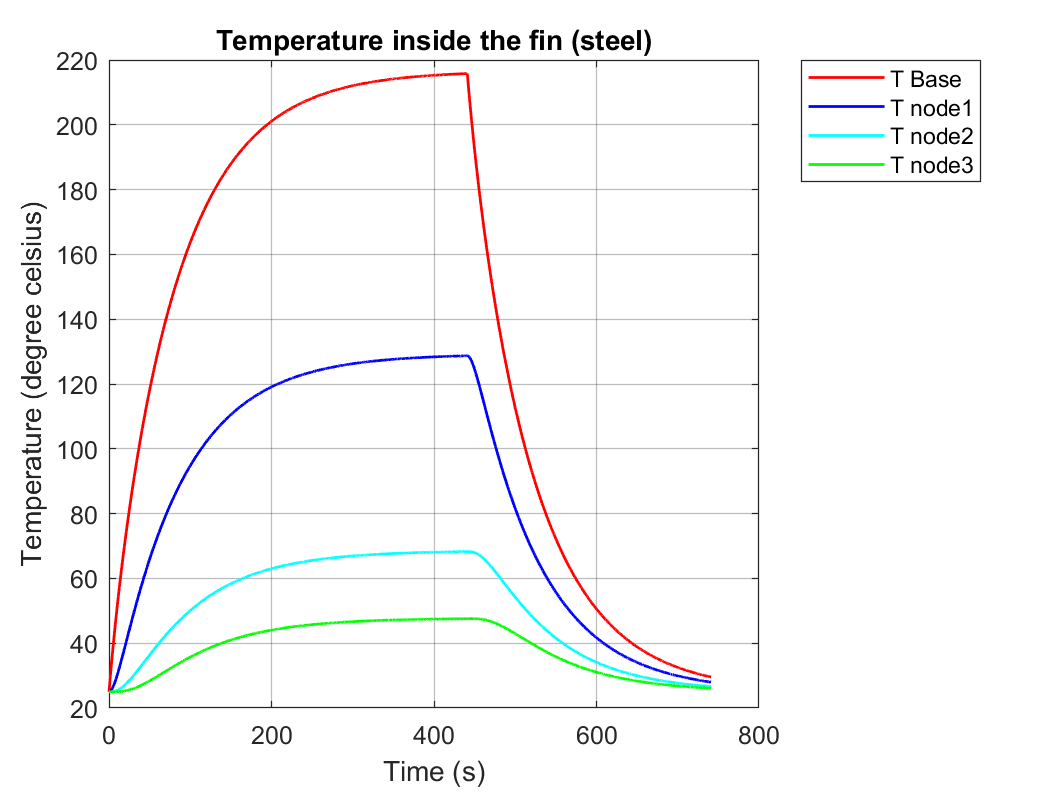 Temperature inside the fin (steel)
220
200
180
160
140
120
100
80
60
40
20
Temperature (degree celsius)
0
200
400
600
800
Time (s)
T Base
T node1
T node2
T node3